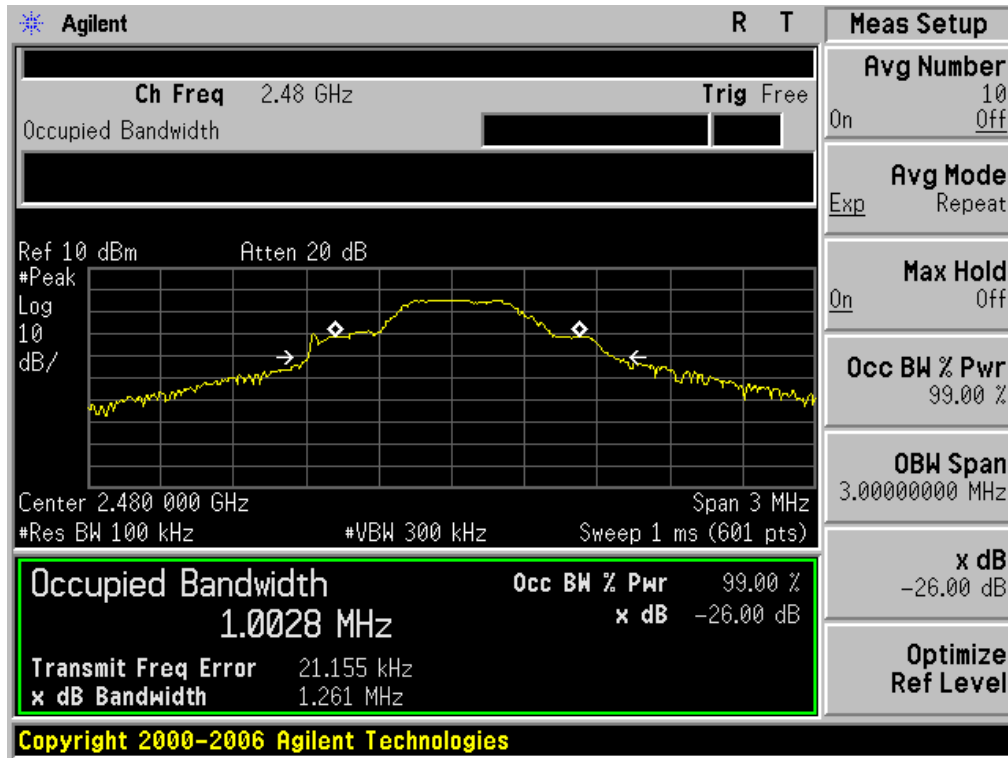 Agilent R T
Ch Freq 2.48 GHz Trig Free
Occupied Bandwidth
Ref 10 dBm Atten 20 dB
#Peak
Log
10
dB/
Center 2.480 000 GHz Span 3 MHz
#Res BW 100 kHz #VBW 300 kHz Sweep 1 ms (601 pts)
Occupied Bandwidth
1.0028 MHz
Occ BW % Pwr 99.00 %
x dB -26.00 dB
Transmit Freq Error 21.155 kHz
x dB Bandwidth 1.261 MHz
Copyright 2000-2006 Agilent Technologies
Meas Setup
Avg Number
10
On Off
Avg Mode
Exp Repeat
Max Hold
On Off
Occ BW % Pwr
99.00 %
OBW Span
3.00000000 MHz
x dB
-26.00 dB
Optimize
Ref Level